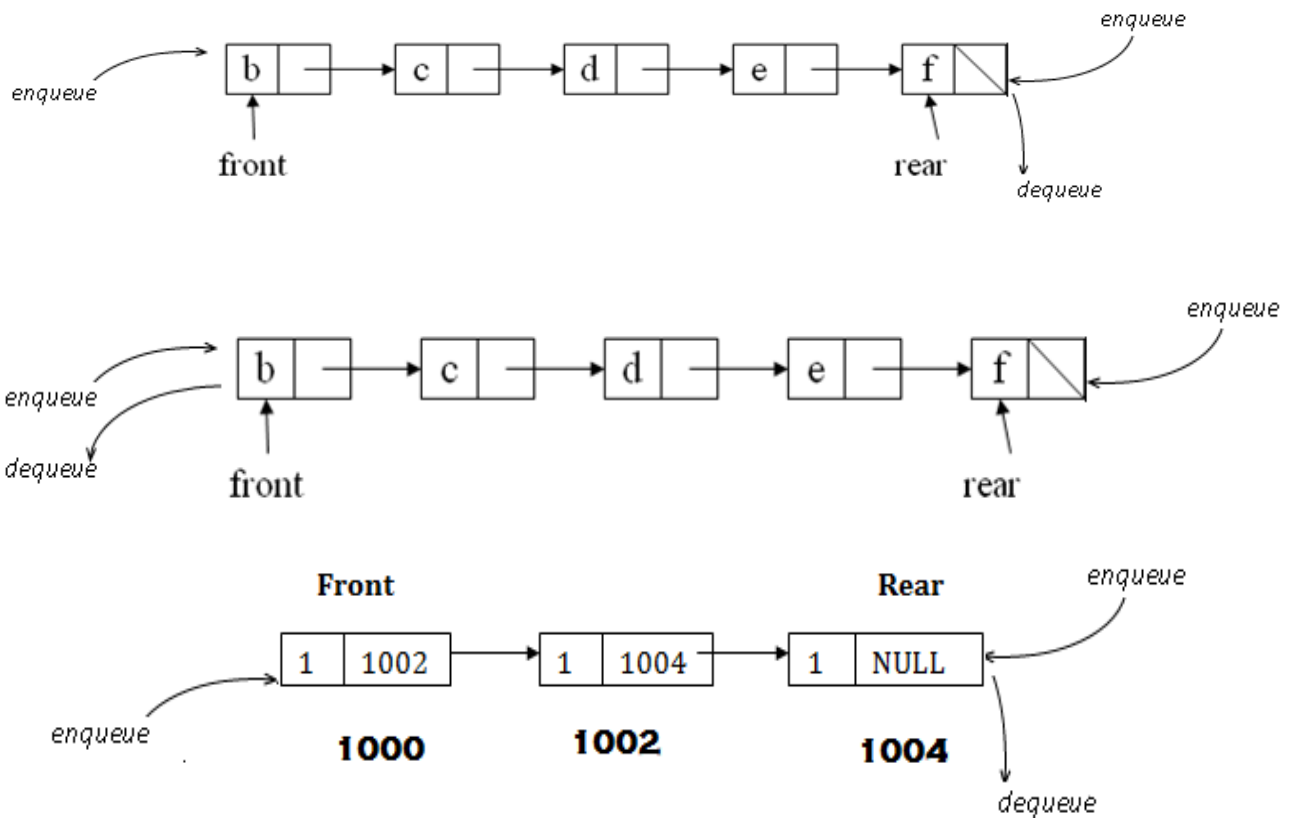 enqueue
b c d e f
enqueue
front rear
dequeue
enqueue
b c d e f
enqueue
dequeue
front rear
Front Rear enqueue
1 1002 1 1004 1 NULL
enqueue
1000 1002 1004
dequeue